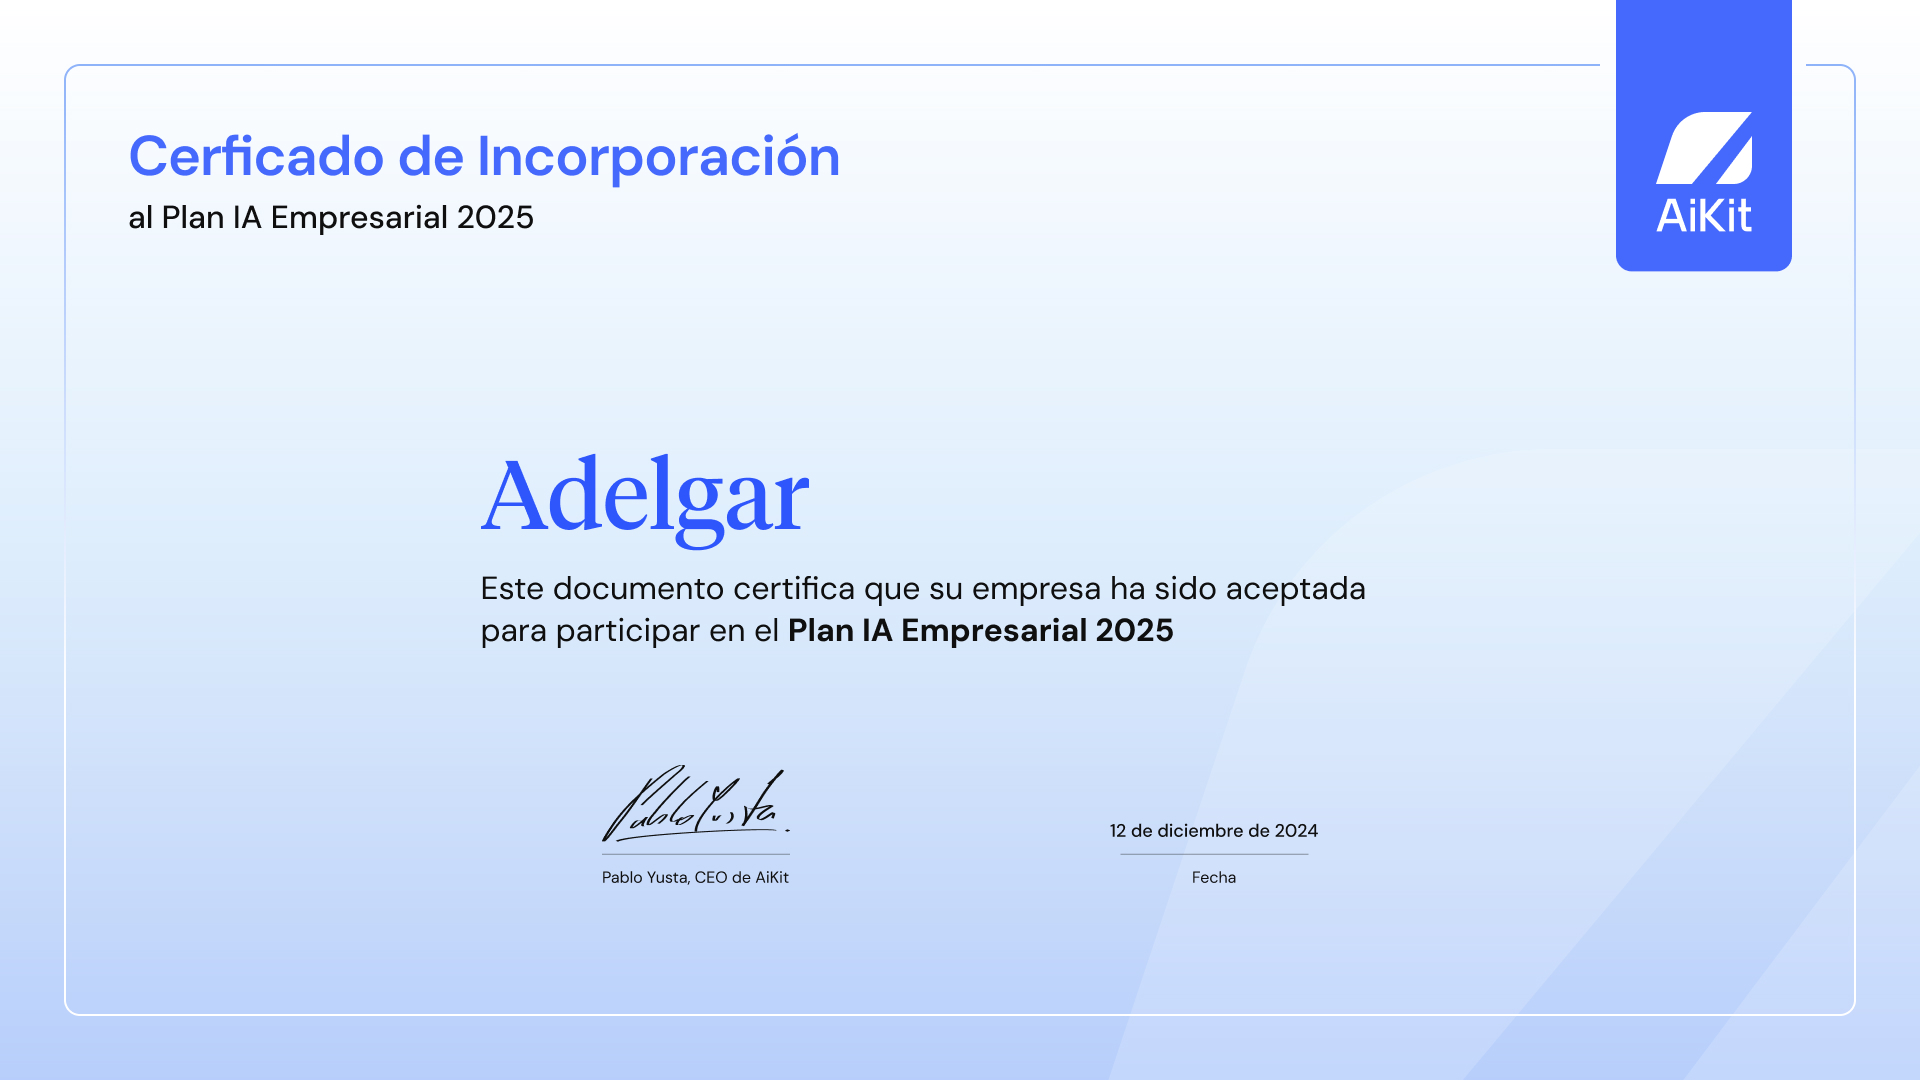 Cerficado de Incorporación
al Plan IA Empresarial 2025
AiKit
Adelgar
Este documento certifica que su empresa ha sido aceptada
para participar en el Plan IA Empresarial 2025
Pablo Yusta
12 de diciembre de 2024
Pablo Yusta, CEO de AiKit
Fecha